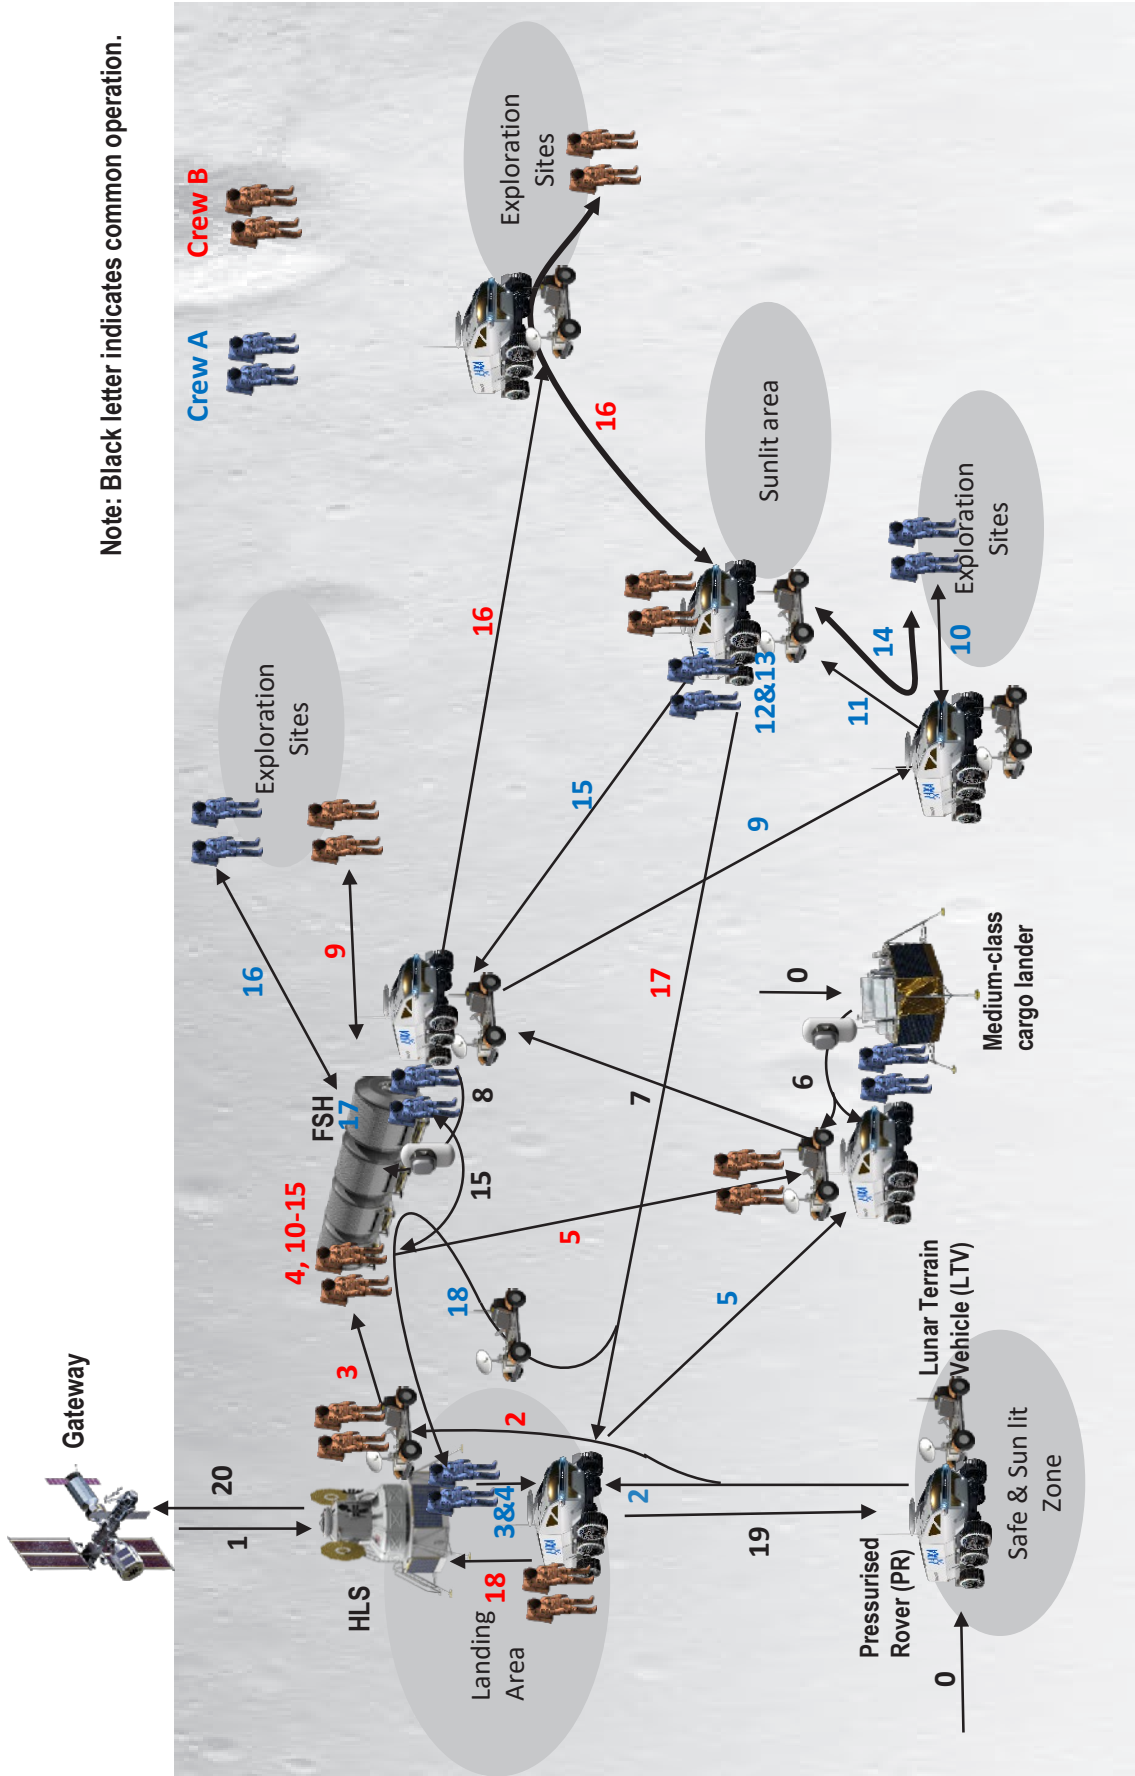 Note: Black letter indicates common operation.
Gateway
Crew A
Crew B
1
20
HLS
3
4, 10-15
FSH
17
16
9
Exploration
Sites
Exploration
Sites
18
3&4
2
18
15
8
16
16
Landing
Area
2
5
7
17
15
12&13
Sunlit area
19
5
6
0
9
11
14
10
Exploration
Sites
Pressurised
Rover (PR)
Lunar Terrain
Vehicle (LTV)
Medium-class
cargo lander
0
Safe & Sun lit
Zone